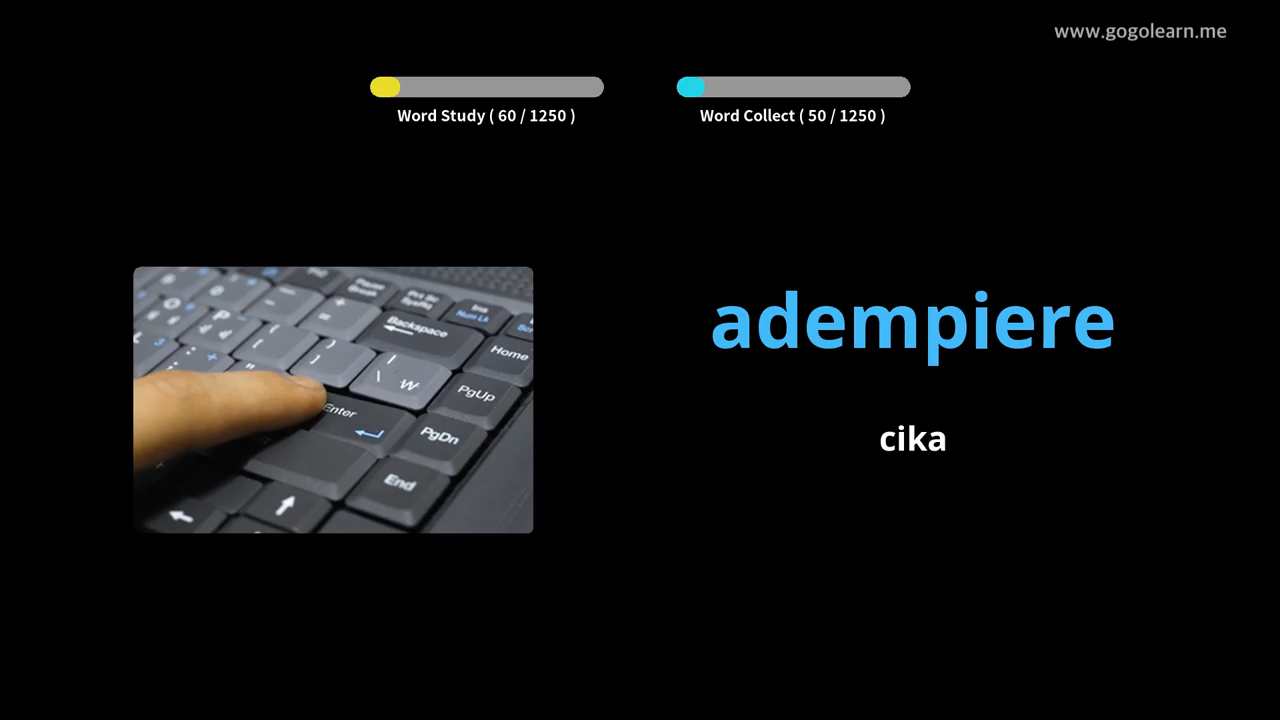 www.gogolearn.me
Word Study ( 60 / 1250 )
Word Collect ( 50 / 1250 )
adempiere
cika
Backspace
Home
PgUp
Enter
PgDn
End